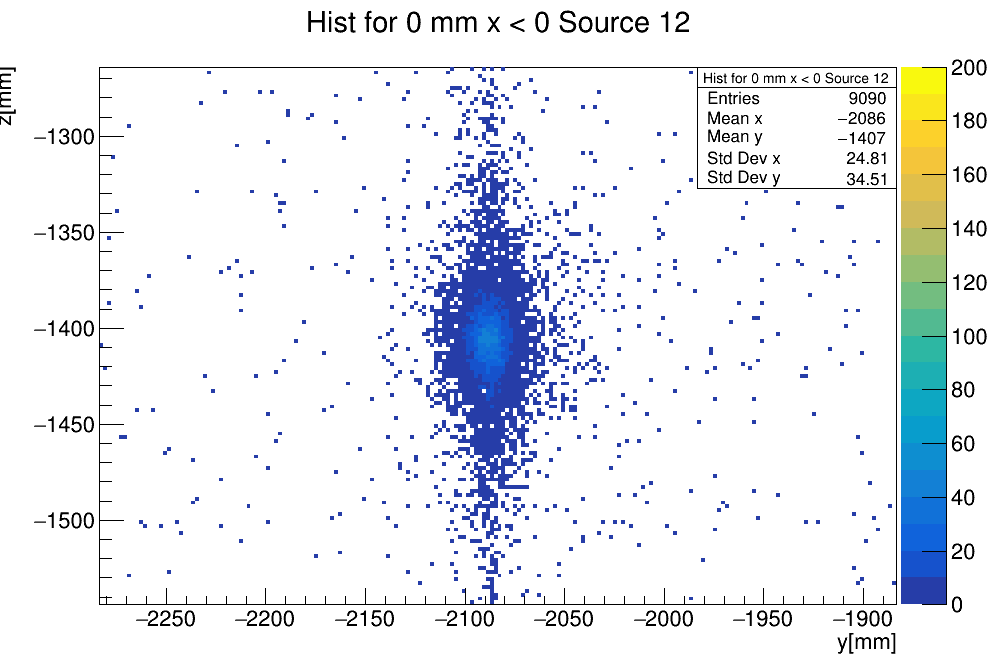 Hist for 0 mm x < 0 Source 12
z[mm]
Hist for 0 mm x < 0 Source 12
Entries 9090
Mean x −2086
Mean y −1407
Std Dev x 24.81
Std Dev y 34.51
−1300
−1350
−1400
−1450
−1500
200
180
160
140
120
100
80
60
40
20
0
−2250 −2200 −2150 −2100 −2050 −2000 −1950 −1900
y[mm]